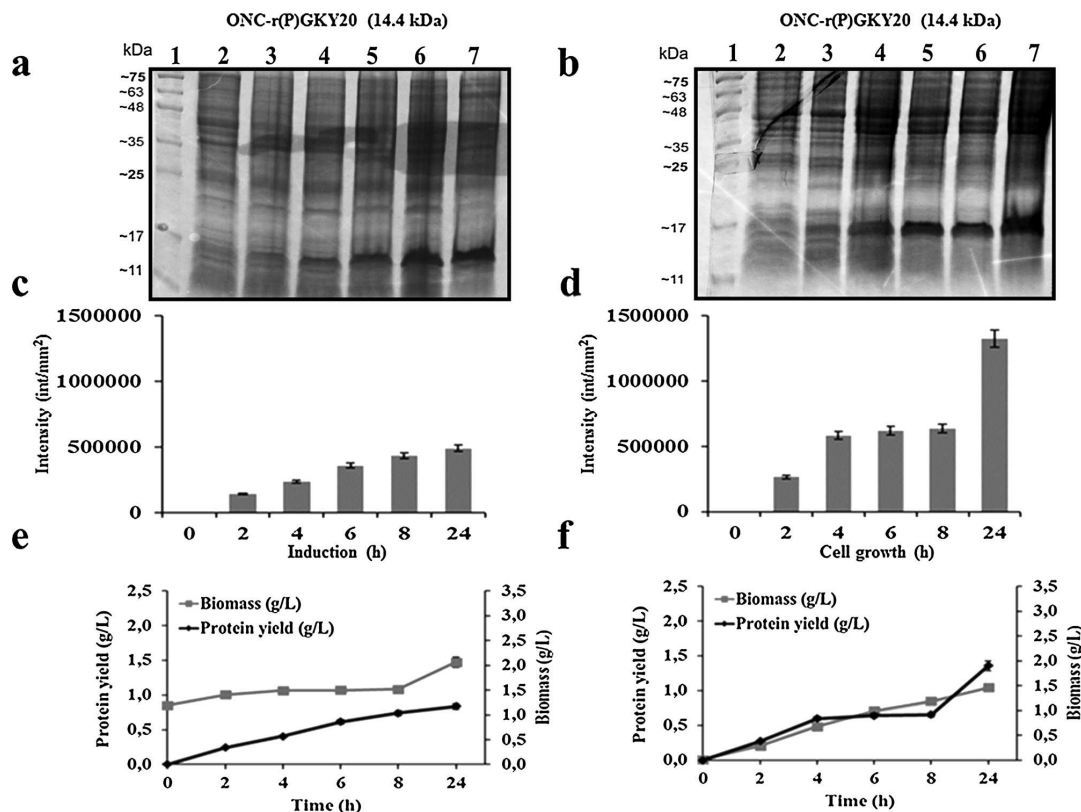 ONC-r(P)GKY20 (14.4 kDa)
a
kDa 1 2 3 4 5 6 7
~75
~63
~48
~35
~25
~17
~11
ONC-r(P)GKY20 (14.4 kDa)
b
kDa 1 2 3 4 5 6 7
~75
~63
~48
~35
~25
~17
~11
c
Intensity (int/mm²)
1500000
1000000
500000
0
0 2 4 6 8 24
Induction (h)
d
Intensity (int/mm²)
1500000
1000000
500000
0
0 2 4 6 8 24
Cell growth (h)
e
Protein yield (g/L)
2,5
2,0
1,5
1,0
0,5
0,0
Biomass (g/L)
Protein yield (g/L)
3,5
3,0
2,5
2,0
1,5
1,0
0,5
0,0
Biomass (g/L)
0 2 4 6 8 24
Time (h)
f
Protein yield (g/L)
2,5
2,0
1,5
1,0
0,5
0,0
Biomass (g/L)
Protein yield (g/L)
3,5
3,0
2,5
2,0
1,5
1,0
0,5
0,0
Biomass (g/L)
0 2 4 6 8 24
Time (h)